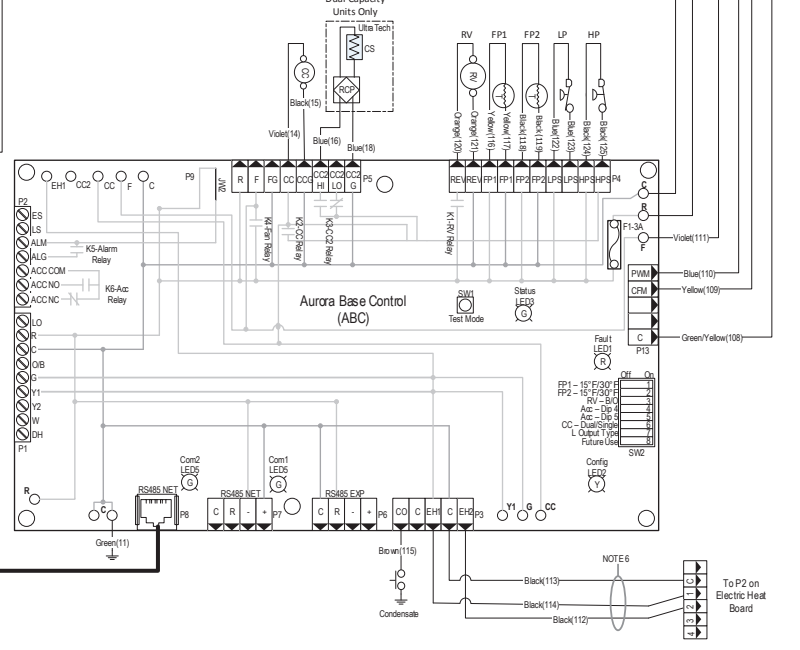 Dual Capacity
Units Only
Ultra Tech
CS
CC
RCP
Black(15)
Violet(14)
Blue(16)
Blue(18)
RV
FP1
FP2
LP
HP
RV
T
T
Orange(120)
Orange(121)
Yellow(116)
Yellow(117)
Black(118)
Black(119)
Blue(122)
Blue(123)
Black(124)
Black(125)
EH1
CC2
CC
F
C
P9
JW2
R
F
FG
CC
CCG
CC2 HI
CC2 LO
CC2 G
P5
REV
REV
FP1
FP1
FP2
FP2
LPS
LPS
HPS
HPS
P4
C
R
F1-3A
F
Violet(111)
P2
ES
LS
ALM
ALG
ACC COM
ACC NO
ACC NC
K5-Alarm
Relay
K6-Acc
Relay
K4-Fan Relay
K2-CC Relay
K3-CC2 Relay
K1-RV Relay
PWM
CFM
C
P13
Blue(110)
Yellow(109)
Green/Yellow(108)
Aurora Base Control
(ABC)
SW1
Test Mode
Status
LED3
G
Fault
LED1
R
LO
R
C
O/B
G
Y1
Y2
W
DH
P1
Off
On
FP1 – 15°F/30°F 1
FP2 – 15°F/30°F 2
RV – B/O 3
Acc – Dip 4 4
Acc – Dip 5 5
CC – Dual/Single 6
L Output Type 7
Future Use 8
SW2
Config
LED2
Y
Com2
LED5
G
Com1
LED5
G
R
C
RS485 NET
P8
RS485 NET
C
R
-
+
P7
RS485 EXP
C
R
-
+
P6
CO
C
EH1
C
EH2
P3
Y1
G
CC
Green(11)
Brown(115)
Condensate
NOTE 6
Black(113)
Black(114)
Black(112)
C
1
2
3
4
To P2 on
Electric Heat
Board